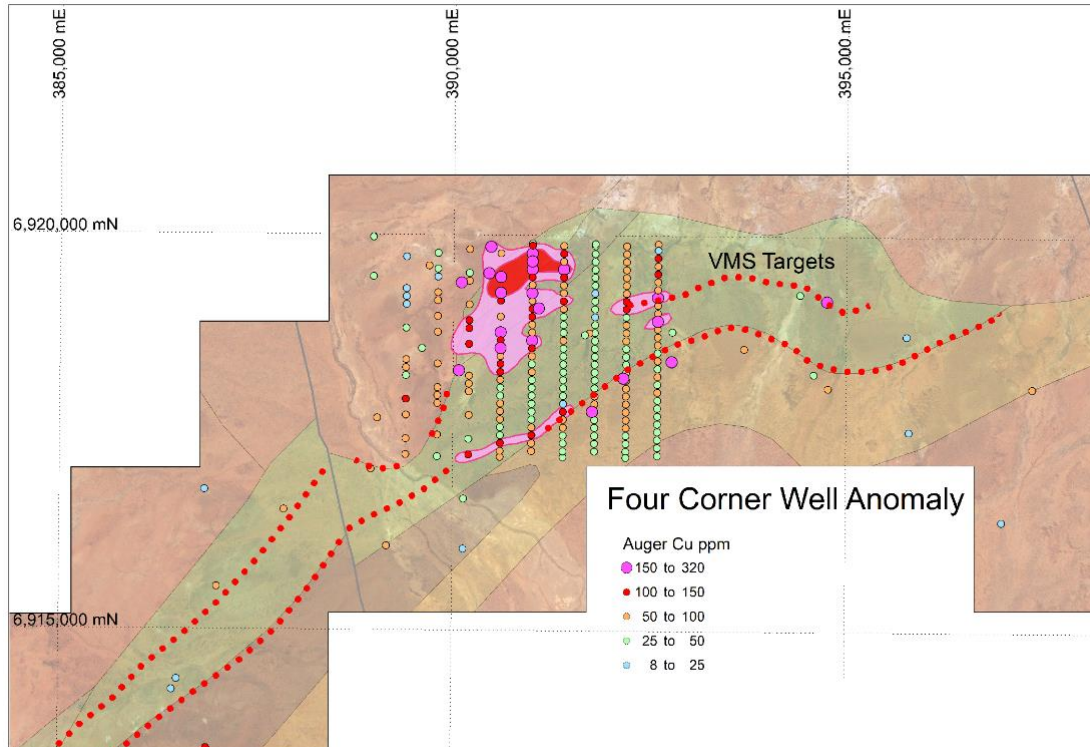 385,000 mE
390,000 mE
395,000 mE
6,920,000 mN
VMS Targets
Four Corner Well Anomaly
Auger Cu ppm
150 to 320
100 to 150
50 to 100
25 to 50
8 to 25
6,915,000 mN